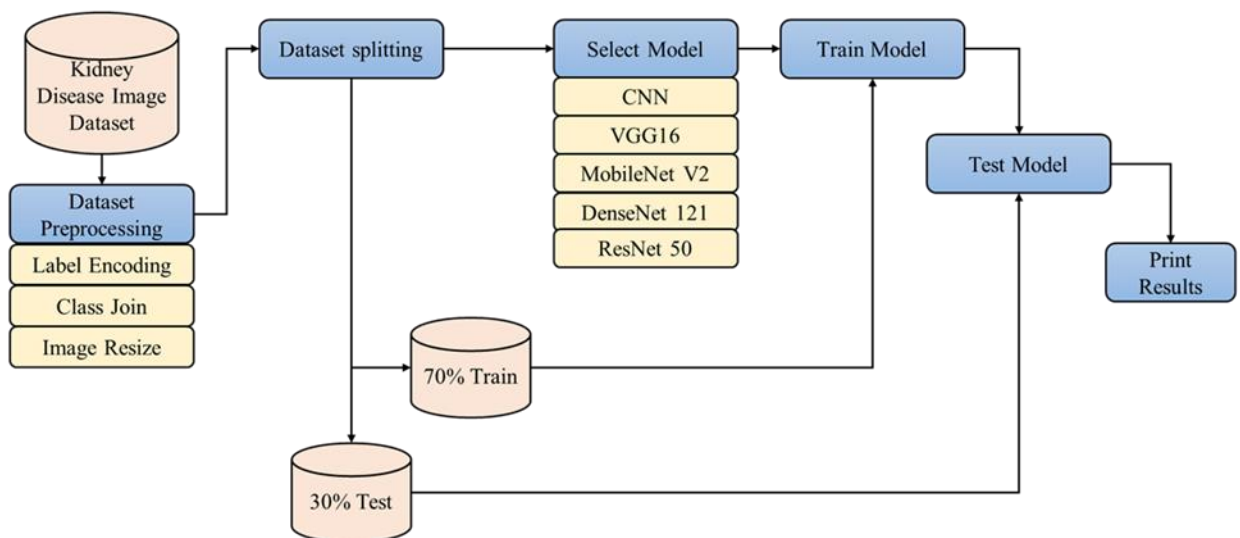 Kidney
Disease Image
Dataset
Dataset
Preprocessing
Label Encoding
Class Join
Image Resize
Dataset splitting
Select Model
CNN
VGG16
MobileNet V2
DenseNet 121
ResNet 50
Train Model
70% Train
30% Test
Test Model
Print
Results